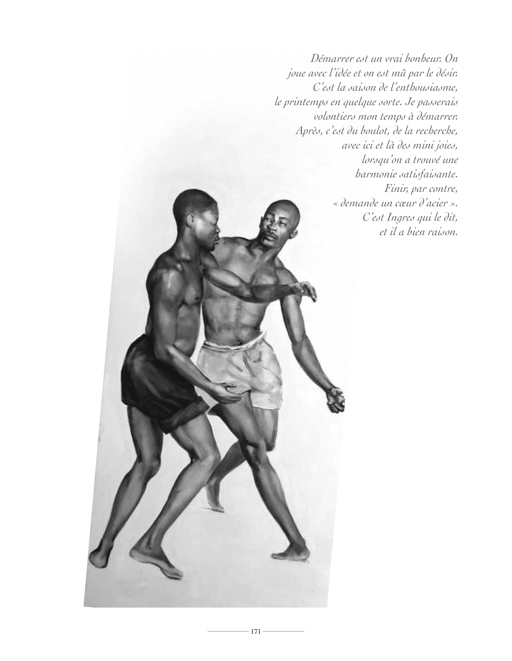 Démarrer est un vrai bonheur. On
joue avec l'idée et on est mû par le désir.
C'est la saison de l'enthousiasme,
le printemps en quelque sorte. Je passerais
volontiers mon temps à démarrer.
Après, c'est du boulot, de la recherche,
avec ici et là des mini joies,
lorsqu'on a trouvé une
harmonie satisfaisante.
Finir, par contre,
« demande un cœur d'acier ».
C'est Ingres qui le dit,
et il a bien raison.
171